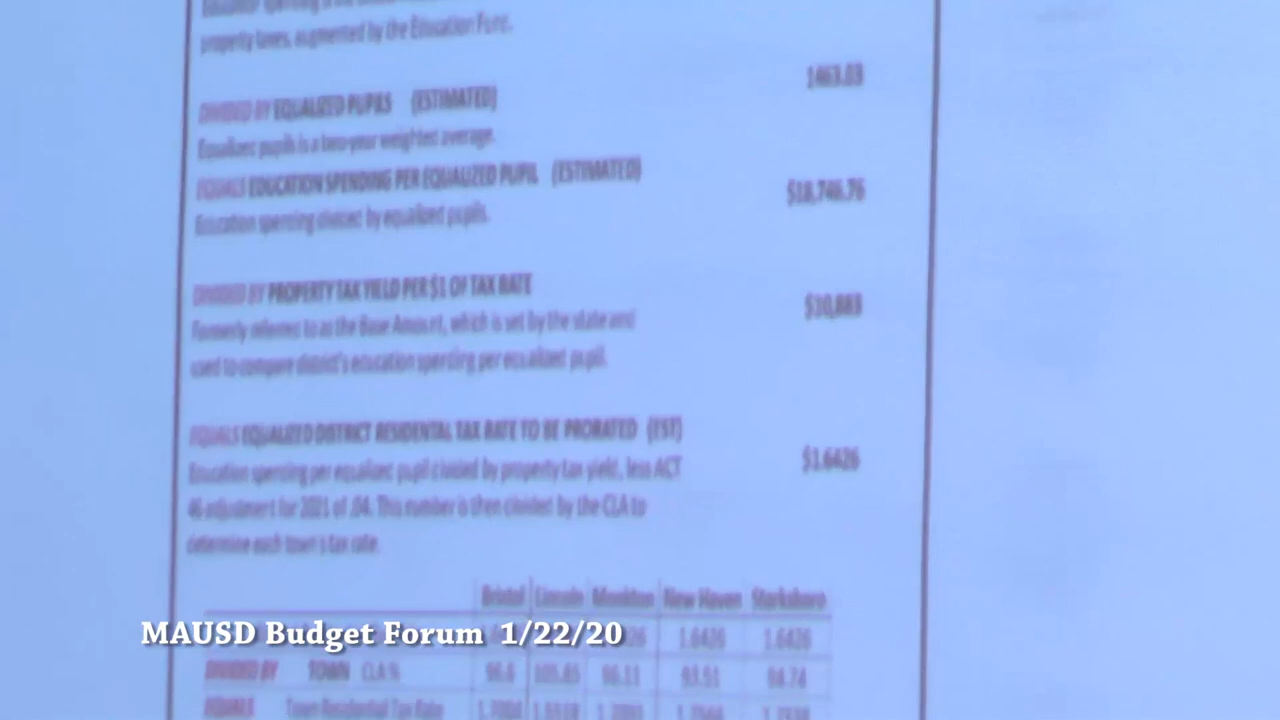 property taxes, augmented by the Education Fund.
1463.03
DIVIDED BY EQUALIZED PUPILS (ESTIMATED)
Equalized pupils is a two-year weighted average.
EQUALS EDUCATION SPENDING PER EQUALIZED PUPIL (ESTIMATED)
$18,746.76
Education spending divided by equalized pupils.
DIVIDED BY PROPERTY TAX YIELD PER $1 OF TAX RATE
$10,883
Formerly referred to as the Base Amount, which is set by the state and
used to compare district's education spending per equalized pupil.
EQUALS EQUALIZED DISTRICT RESIDENTAL TAX RATE TO BE PRORATED (EST)
$1.6426
Education spending per equalized pupil divided by property tax yield, less ACT
46 adjustment for 2021 of .04. This number is then divided by the CLA to
determine each town's tax rate.
Bristol Lincoln Monkton New Haven Starksboro
1.6426 1.6426
MAUSD Budget Forum 1/22/20
DIVIDED BY TOWN CLA % 96.6 93.51
EQUALS Town Residential Tax Rate